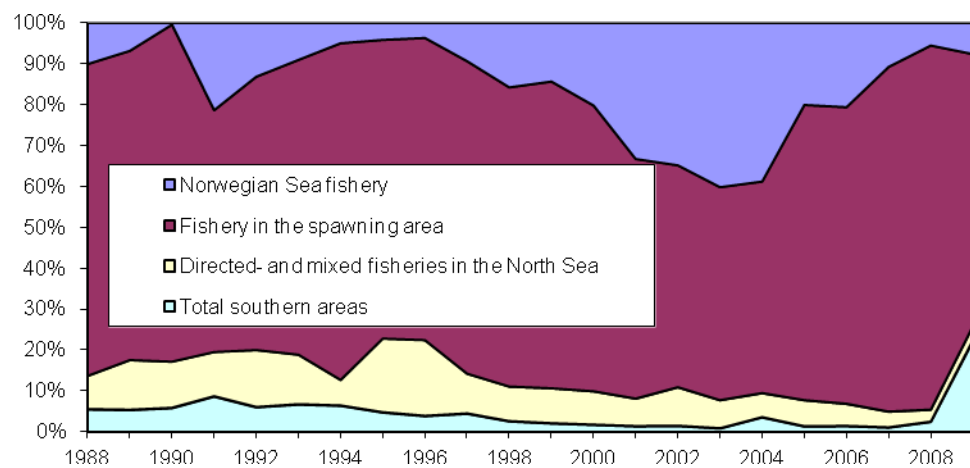 100%
90%
80%
70%
60%
50%
40%
30%
20%
10%
0%
Norwegian Sea fishery
Fishery in the spawning area
Directed- and mixed fisheries in the North Sea
Total southern areas
1988 1990 1992 1994 1996 1998 2000 2002 2004 2006 2008